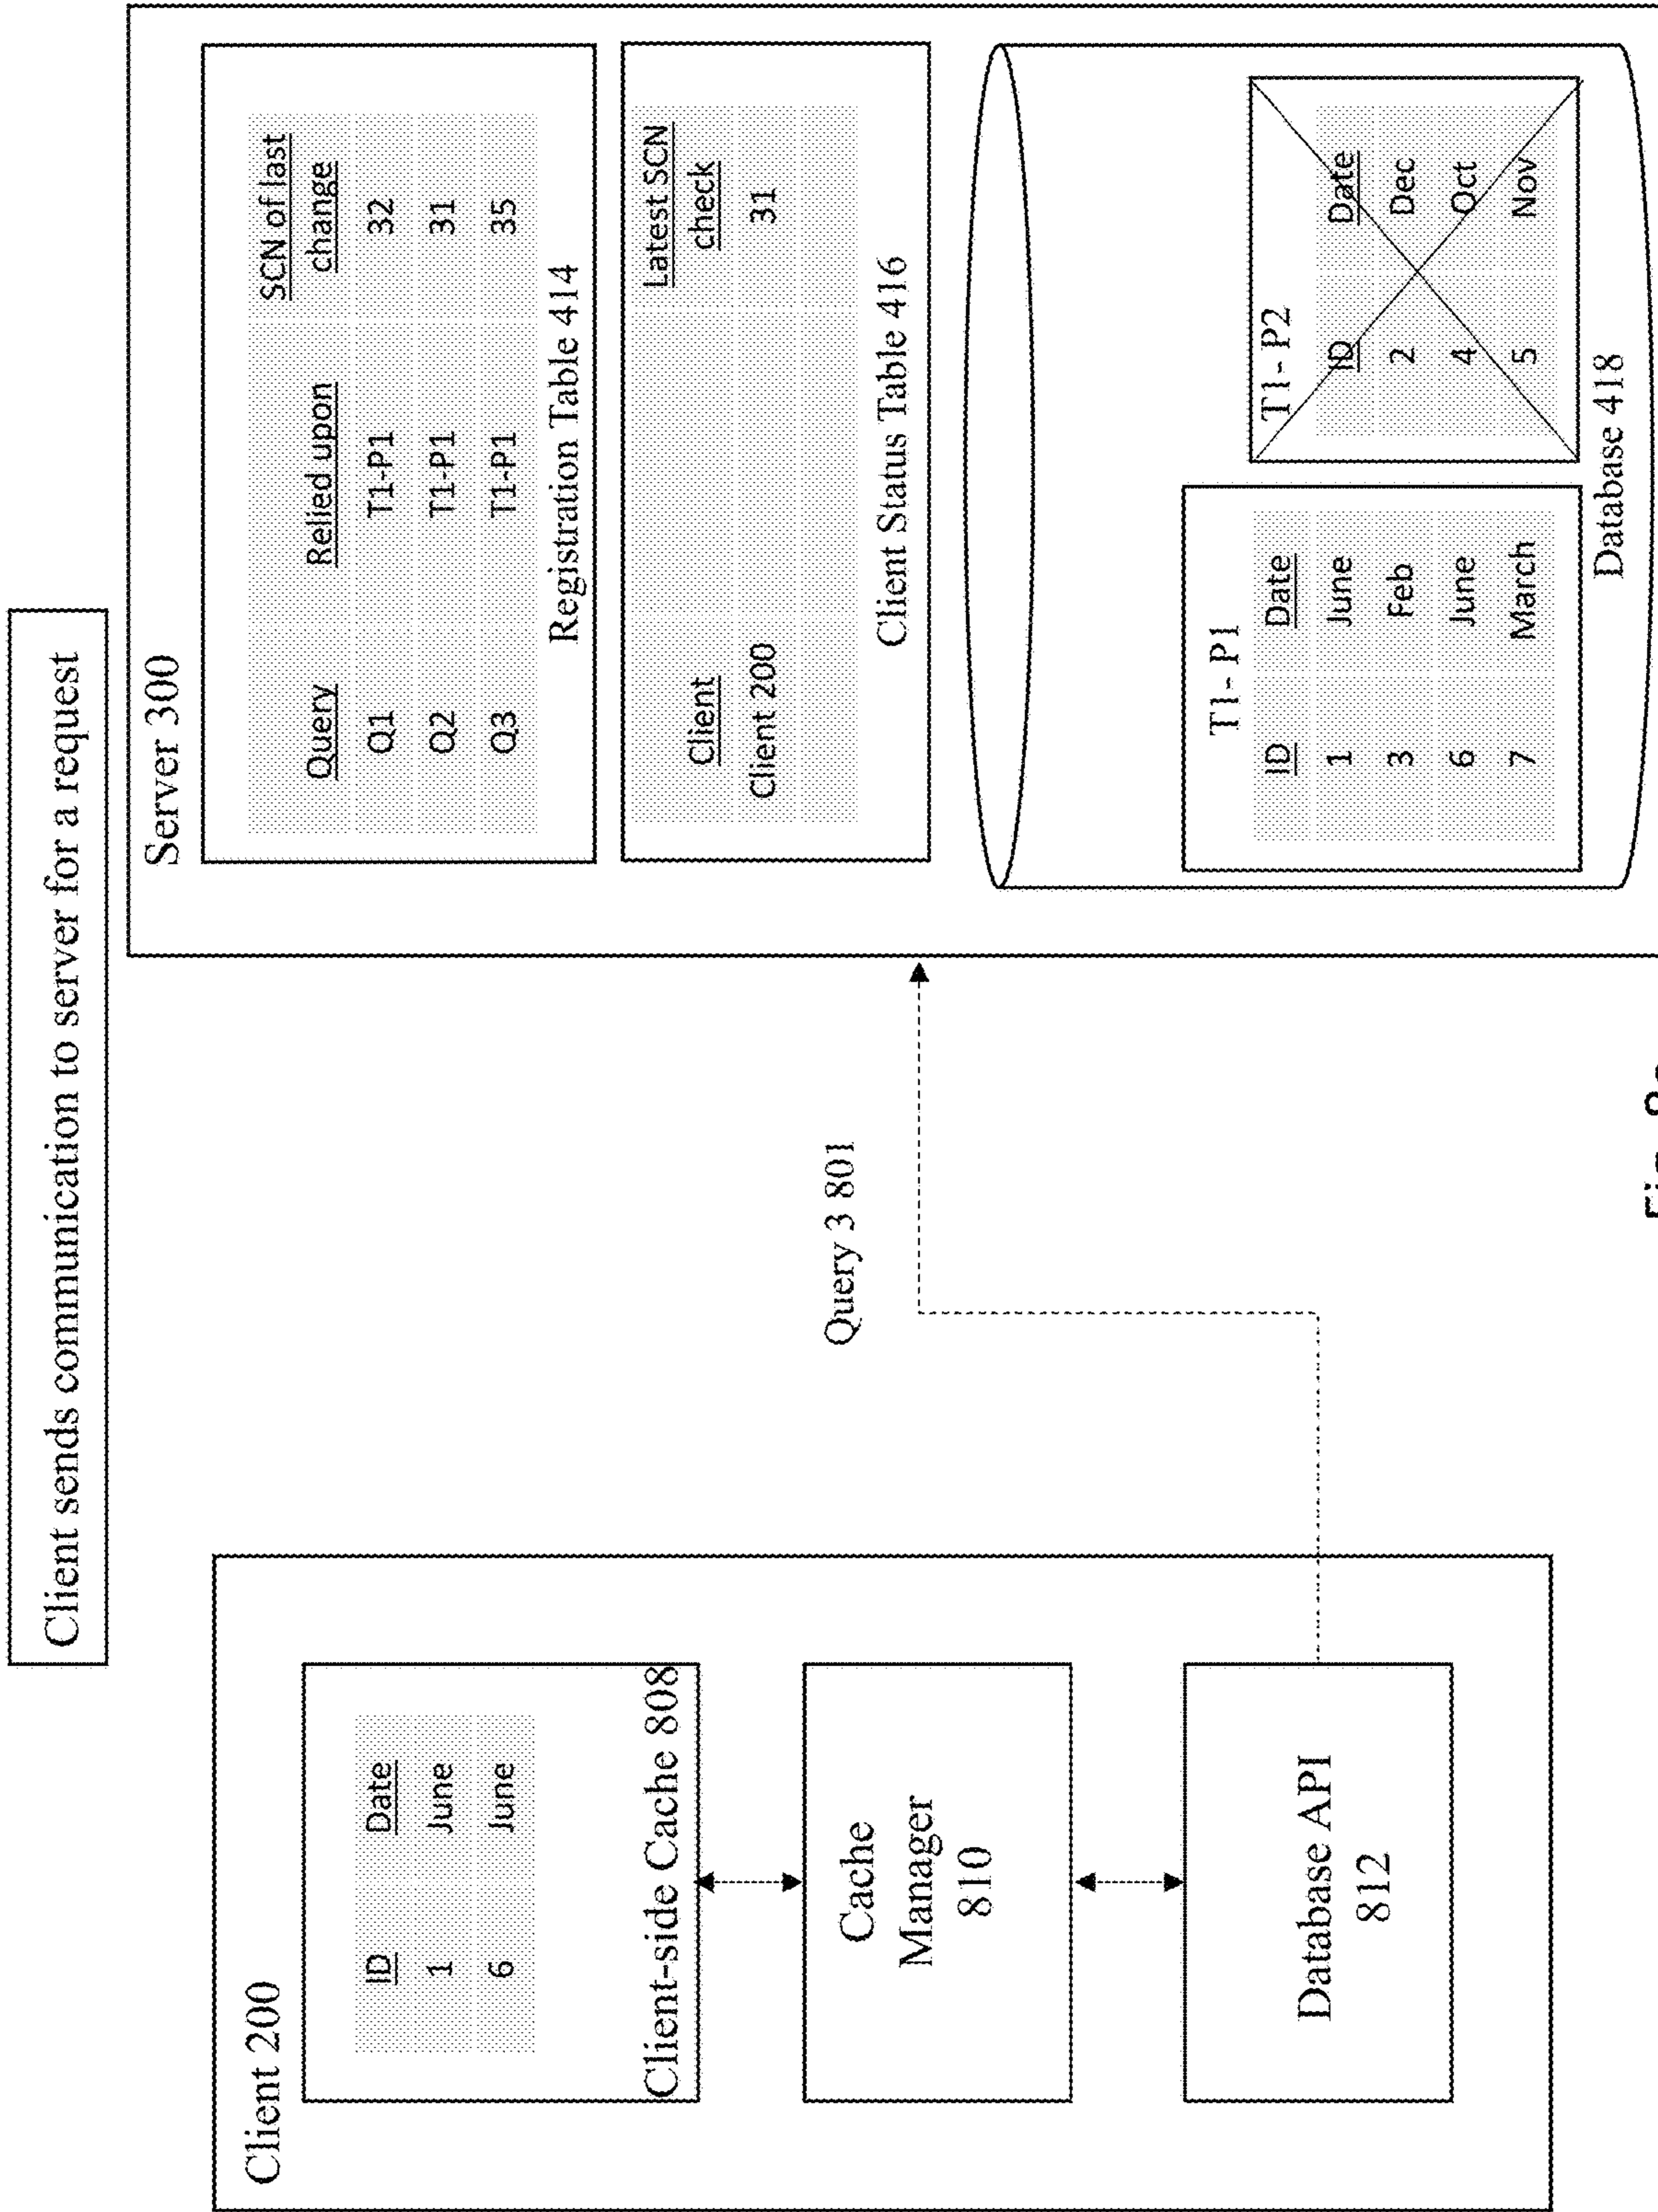 Client sends communication to server for a request
Client 200
ID Date
1 June
6 June
Client-side Cache 808
Cache
Manager
810
Database API
812
Query 3 801
Server 300
Query Relied upon SCN of last
change
Q1 T1-P1 32
Q2 T1-P1 31
Q3 T1-P1 35
Registration Table 414
Client Latest SCN
check
Client 200 31
Client Status Table 416
T1- P1
ID Date
1 June
3 Feb
6 June
7 March
T1- P2
ID Date
2 Dec
4 Oct
5 Nov
Database 418